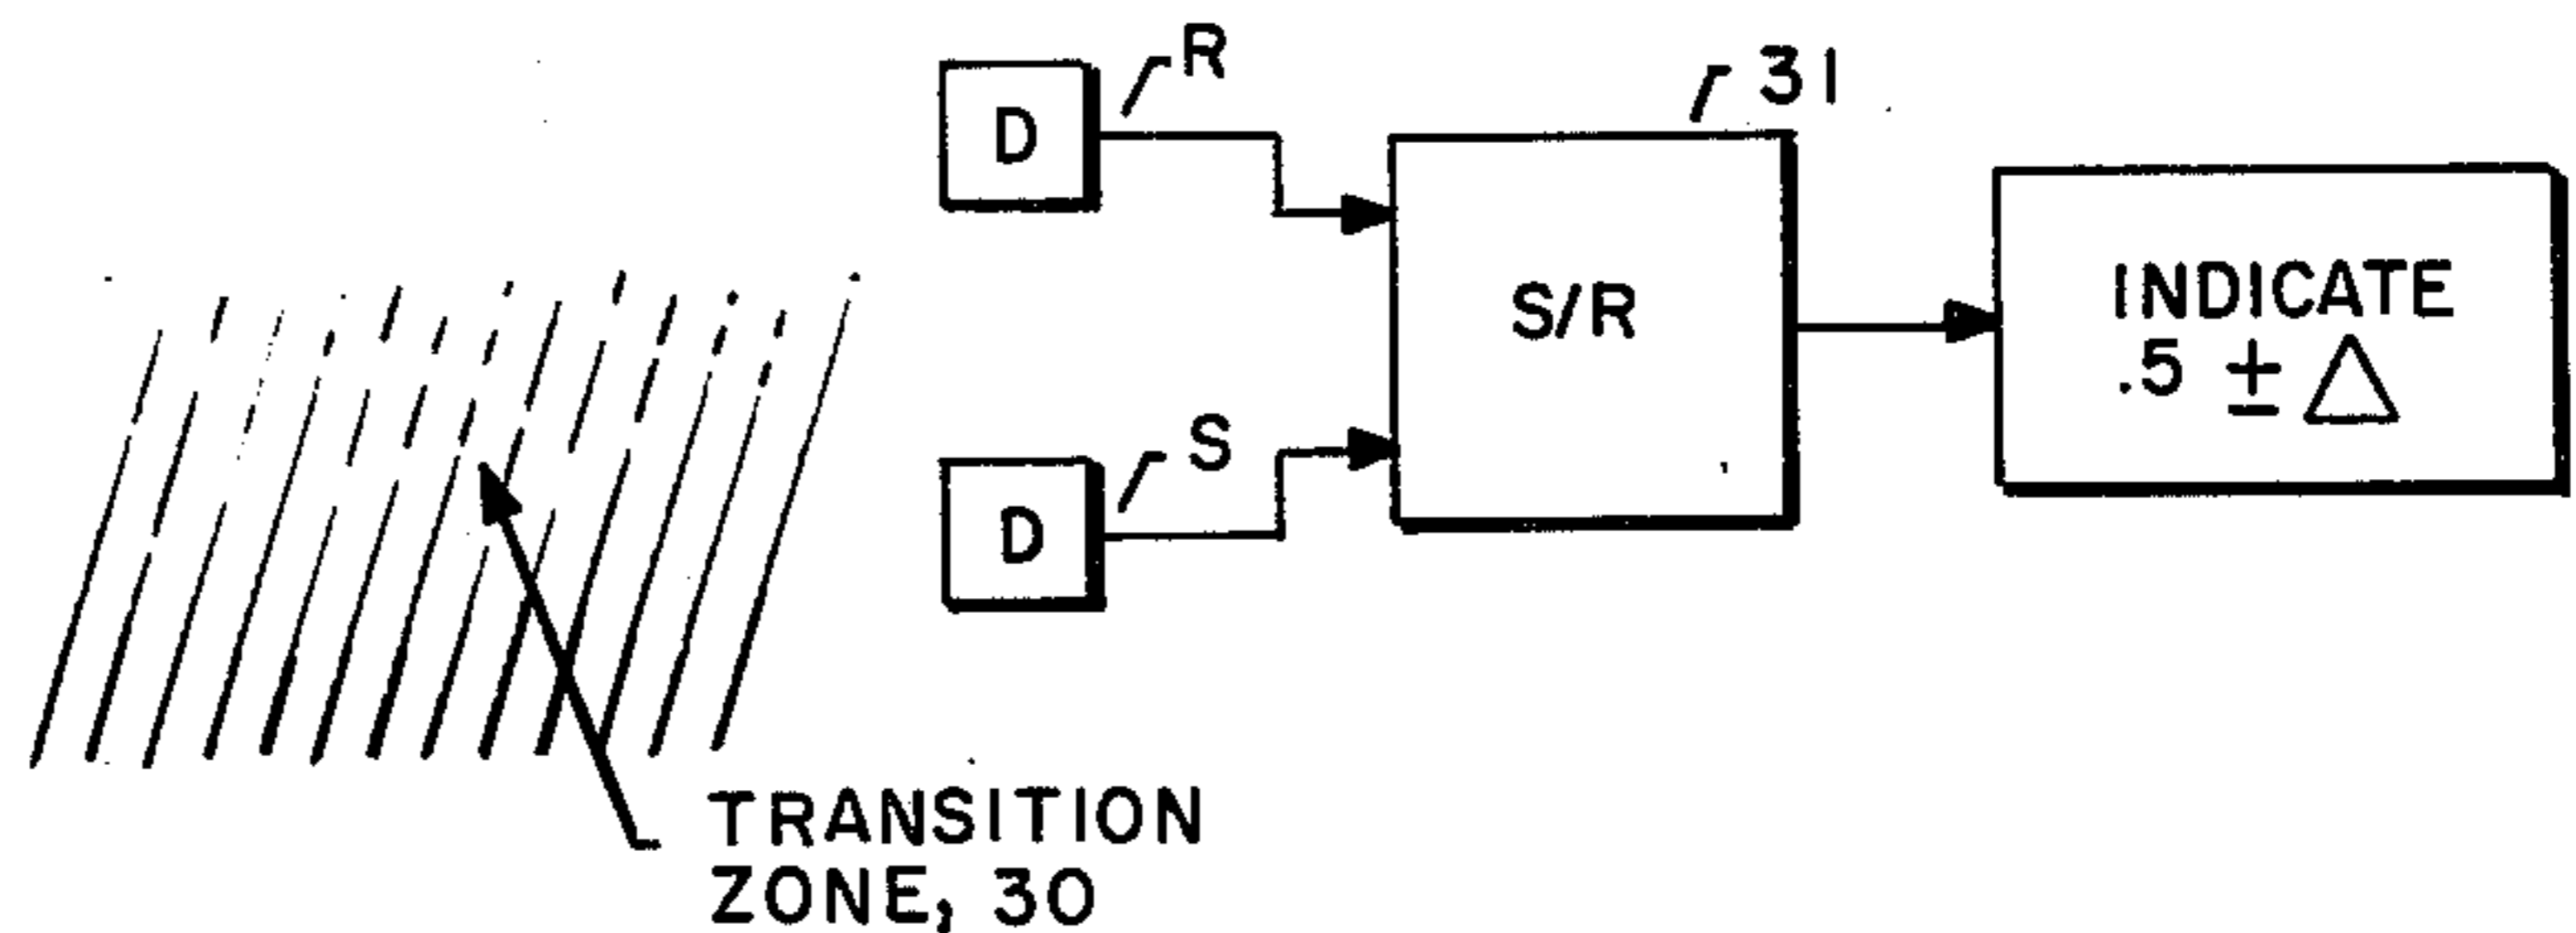 R
31
D
S/R
INDICATE
.5 ± △
S
D
TRANSITION
ZONE, 30